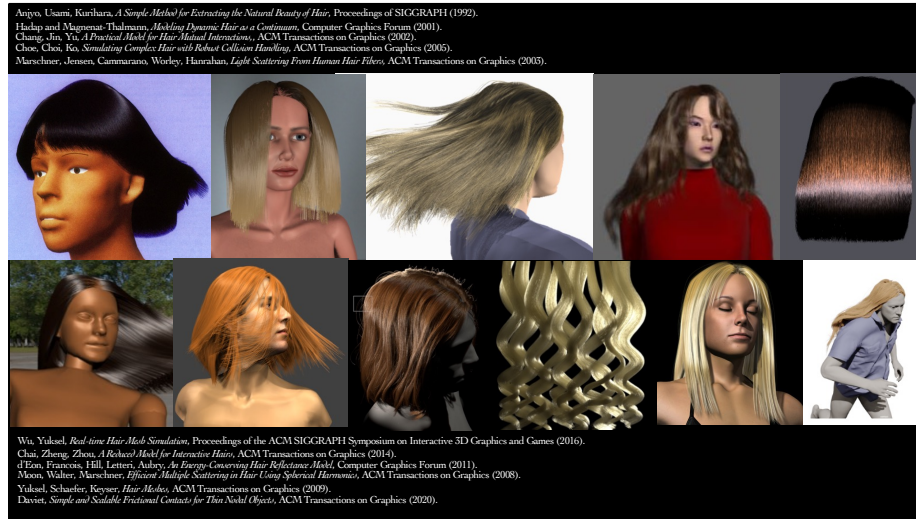 Anjyo, Usami, Kurihara, A Simple Method for Extracting the Natural Beauty of Hair, Proceedings of SIGGRAPH (1992).
Hadap and Magnenat-Thalmann, Modeling Dynamic Hair as a Continuum, Computer Graphics Forum (2001).
Chang, Jin, Yu, A Practical Model for Hair Mutual Interactions,, ACM Transactions on Graphics (2002).
Choe, Choi, Ko, Simulating Complex Hair with Robust Collision Handling, ACM Transactions on Graphics (2005).
Marschner, Jensen, Cammarano, Worley, Hanrahan, Light Scattering From Human Hair Fibers, ACM Transactions on Graphics (2003).
Wu, Yuksel, Real-time Hair Mesh Simulation, Proceedings of the ACM SIGGRAPH Symposium on Interactive 3D Graphics and Games (2016).
Chai, Zheng, Zhou, A Reduced Model for Interactive Hairs, ACM Transactions on Graphics (2014).
d'Eon, Francois, Hill, Letteri, Aubry, An Energy-Converving Hair Reflectance Model, Computer Graphics Forum (2011).
Moon, Walter, Marschner, Efficient Multiple Scattering in Hair Using Spherical Harmonics, ACM Transactions on Graphics (2008).
Yuksel, Schaefer, Keyser, Hair Meshes, ACM Transactions on Graphics (2009).
Daviet, Simple and Scalable Frictional Contacts for Thin Nodal Objects, ACM Transactions on Graphics (2020).